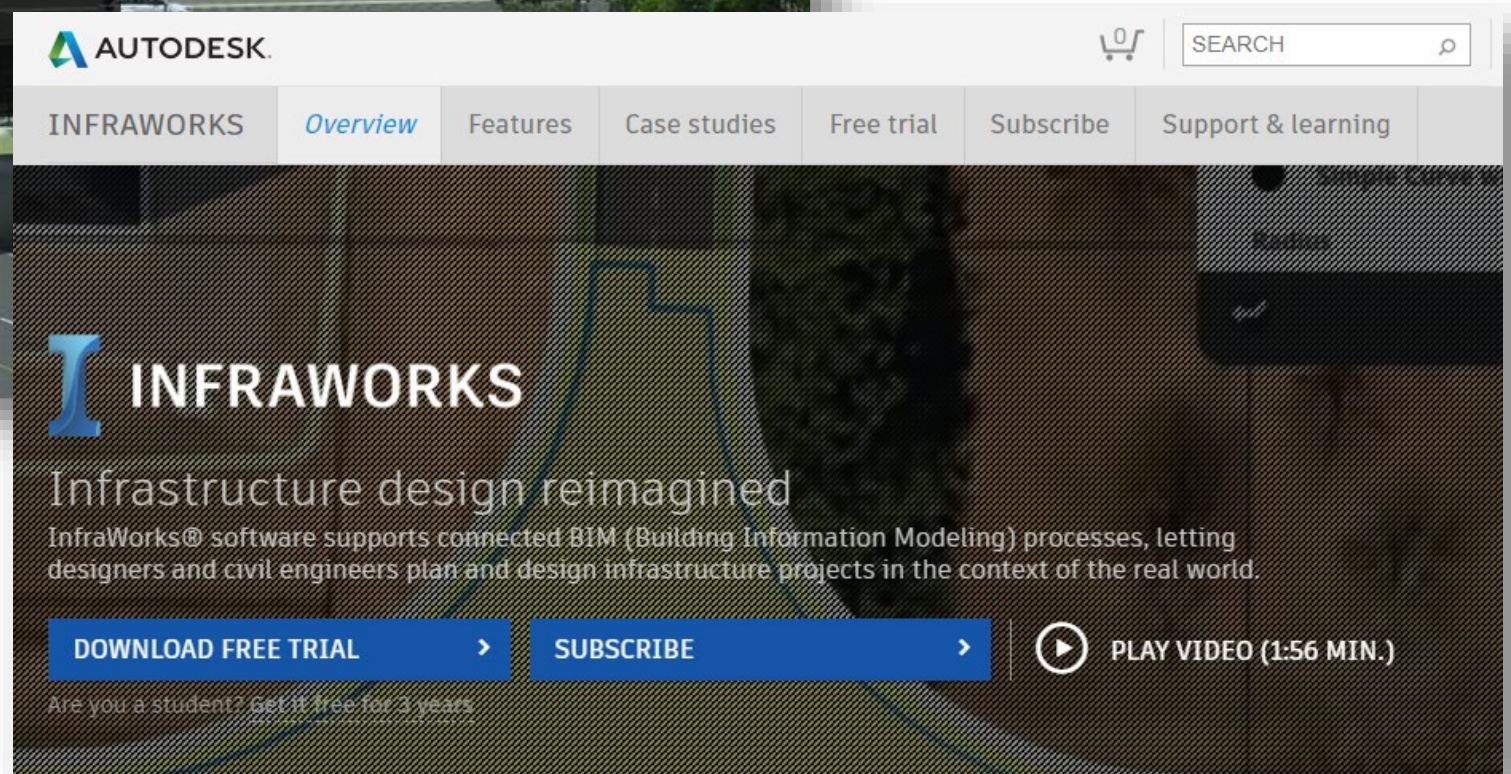 AUTODESK.
0
SEARCH
INFRAWORKS
Overview
Features
Case studies
Free trial
Subscribe
Support & learning
Simple Curve w
Radius
INFRAWORKS
Infrastructure design reimagined
InfraWorks® software supports connected BIM (Building Information Modeling) processes, letting
designers and civil engineers plan and design infrastructure projects in the context of the real world.
DOWNLOAD FREE TRIAL
SUBSCRIBE
PLAY VIDEO (1:56 MIN.)
Are you a student? Get it free for 3 years